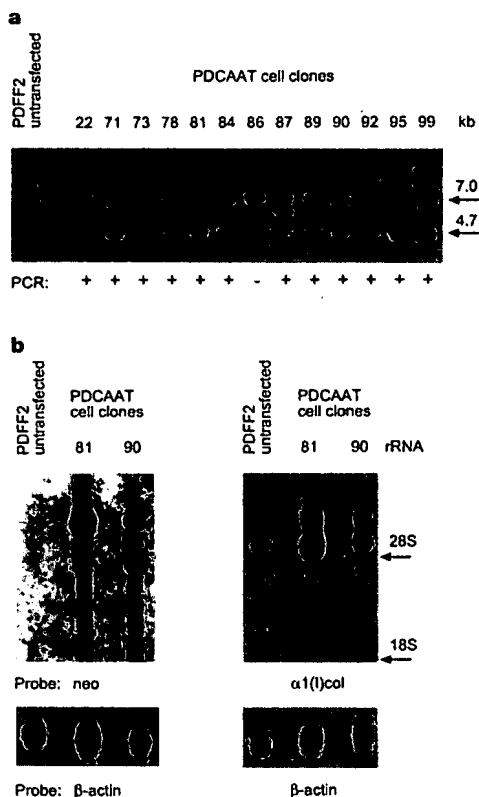 a
PDFF2
untransfected
PDCAAT cell clones
22 71 73 78 81 84 86 87 89 90 92 95 99 kb
7.0
4.7
PCR: + + + + + + - + + + + + +
b
PDFF2
untransfected
PDCAAT
cell clones
81 90
PDFF2
untransfected
PDCAAT
cell clones
81 90 rRNA
28S
18S
Probe: neo
α1(I)col
Probe: β-actin
β-actin